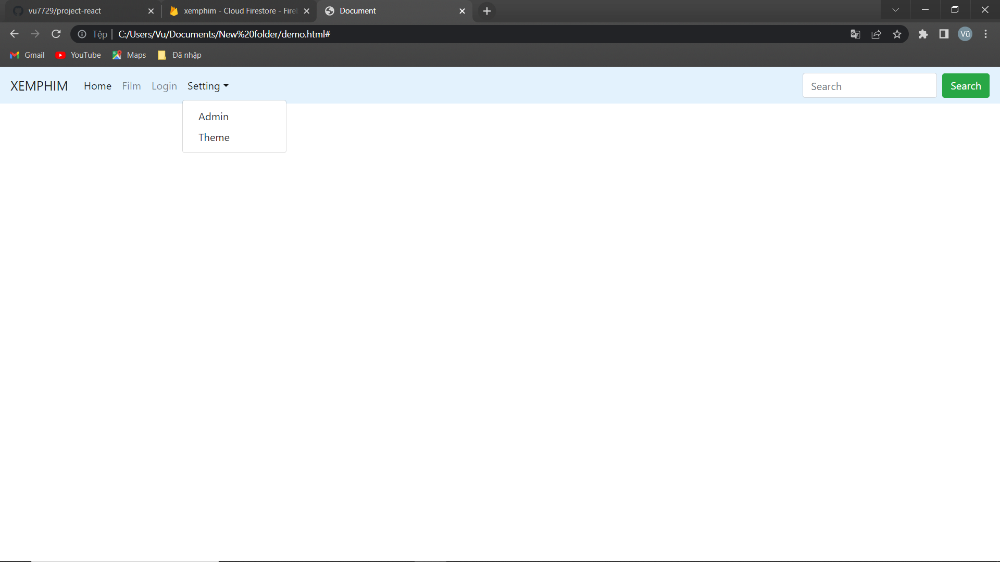 vu7729/project-react
xemphim - Cloud Firestore - Fire
Document
Tệp | C:/Users/Vu/Documents/New%20folder/demo.html#
Vũ
Gmail YouTube Maps Đã nhập
XEMPHIM Home Film Login Setting Search Search
Admin
Theme